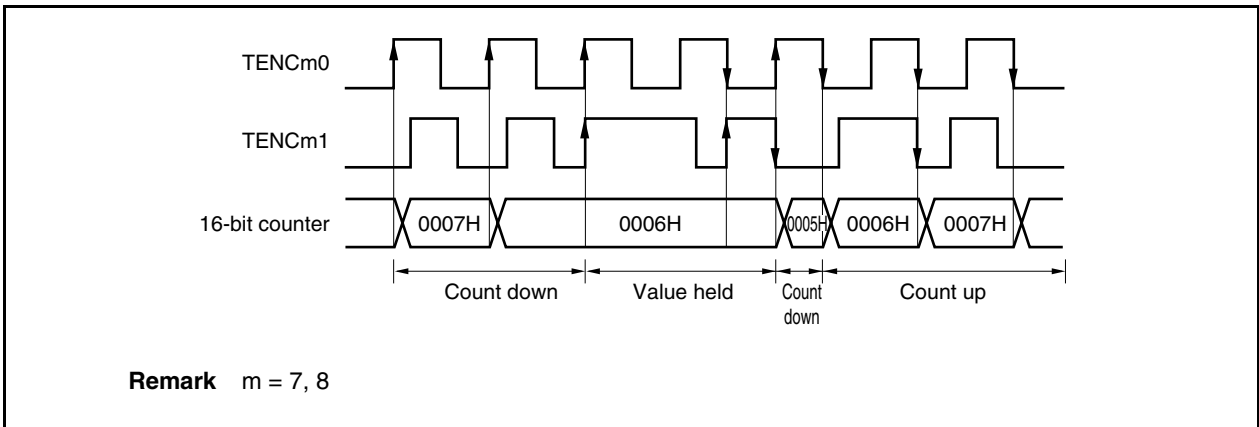 TENCm0
TENCm1
16-bit counter 0007H 0006H 0005H 0006H 0007H
Count down Value held Count down Count up
Remark m = 7, 8